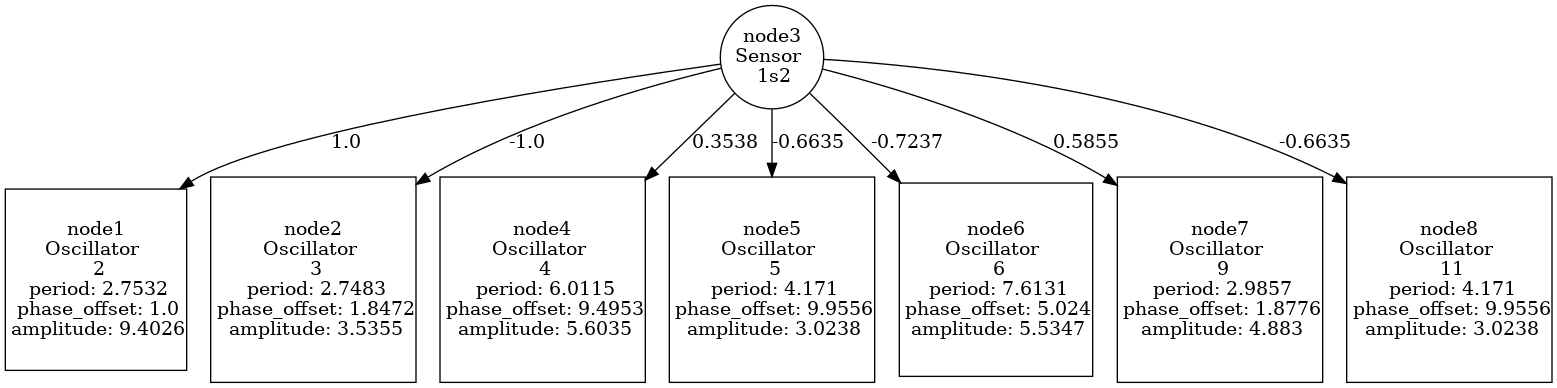 node3
Sensor
1s2
1.0
-1.0
0.3538
-0.6635
-0.7237
0.5855
-0.6635
node1
Oscillator
2
period: 2.7532
phase_offset: 1.0
amplitude: 9.4026
node2
Oscillator
3
period: 2.7483
phase_offset: 1.8472
amplitude: 3.5355
node4
Oscillator
4
period: 6.0115
phase_offset: 9.4953
amplitude: 5.6035
node5
Oscillator
5
period: 4.171
phase_offset: 9.9556
amplitude: 3.0238
node6
Oscillator
6
period: 7.6131
phase_offset: 5.024
amplitude: 5.5347
node7
Oscillator
9
period: 2.9857
phase_offset: 1.8776
amplitude: 4.883
node8
Oscillator
11
period: 4.171
phase_offset: 9.9556
amplitude: 3.0238